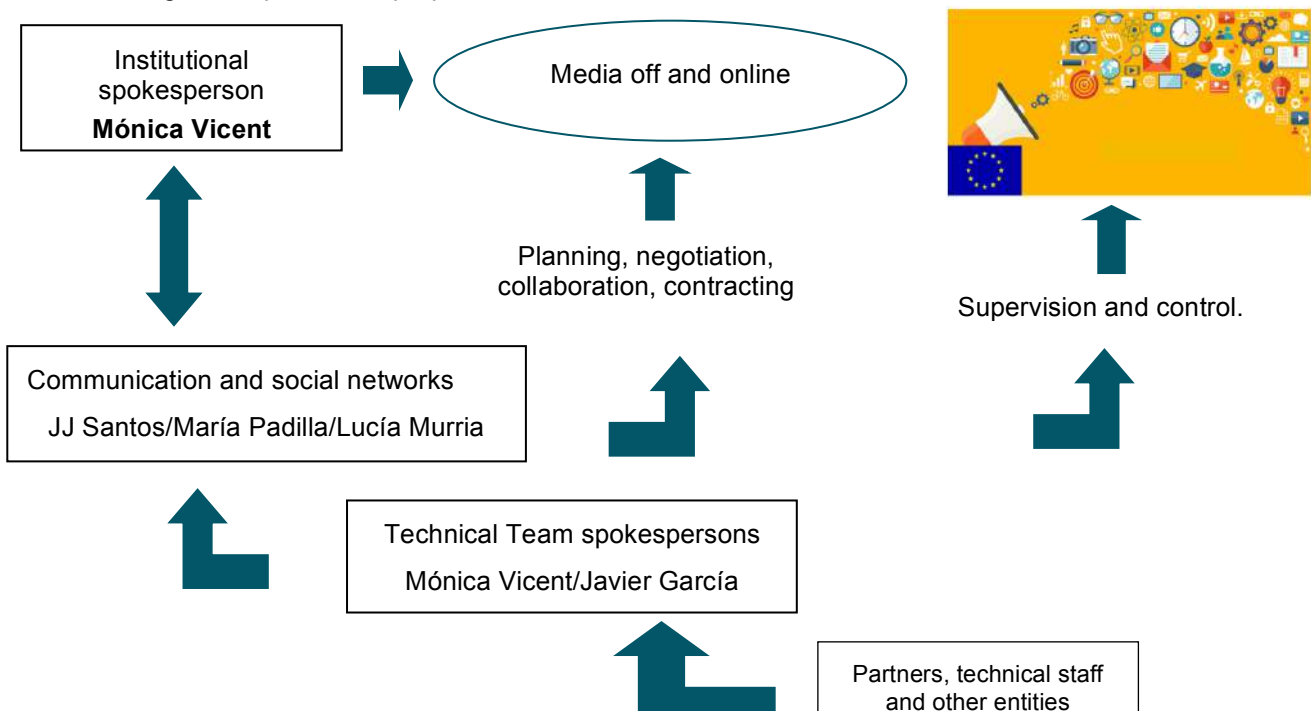 Institutional
spokesperson
Mónica Vicent
Media off and online
Planning, negotiation,
collaboration, contracting
Supervision and control.
Communication and social networks
JJ Santos/María Padilla/Lucía Murria
Technical Team spokespersons
Mónica Vicent/Javier García
Partners, technical staff
and other entities